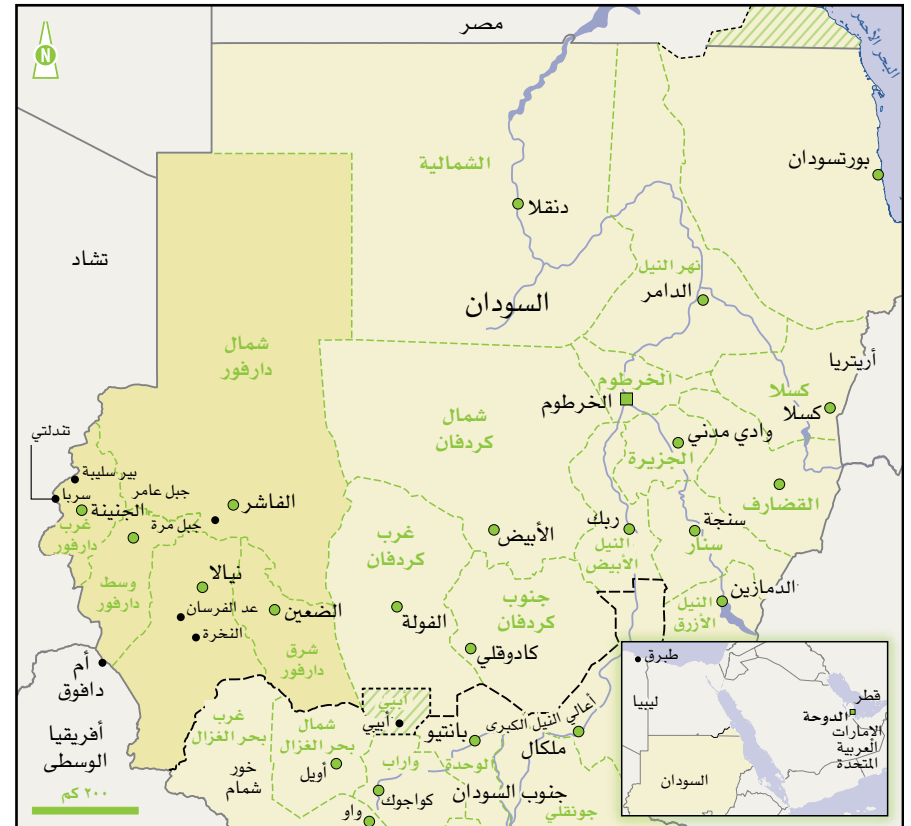 مصر
البحر الأحمر
N
الشمالية
بورتسودان
دنقلا
تشاد
نهر النيل
الدامر
السودان
شمال
دارفور
أريتريا
الخرطوم
الخرطوم
كسلا
كسلا
شمال
كردفان
وادي مدني
الجزيرة
تندلتي
بير سليبة
سربا
جبل عامر
الجنينة
الفاشر
القضارف
غرب
دارفور
جبل مرة
غرب
كردفان
الأبيض
ربك
النيل
الأبيض
سنجة
سنار
وسط
دارفور
نيالا
عد الفرسان
النخرة
الضعين
الفولة
جنوب
كردفان
الدمازين
النيل
الأزرق
شرق
دارفور
كادوقلي
أم
دافوق
أبيي
أبيي
أفريقيا
الوسطى
غرب
بحر الغزال
شمال
بحر الغزال
بانتيو
أعالي النيل الكبرى
ملكال
الوحدة
واراب
أويل
خور
شمام
كواجوك
جنوب السودان
جونقلي
واو
٢٠٠ كم
طبرق
ليبيا
قطر
الدوحة
الإمارات
العربية
المتحدة
السودان